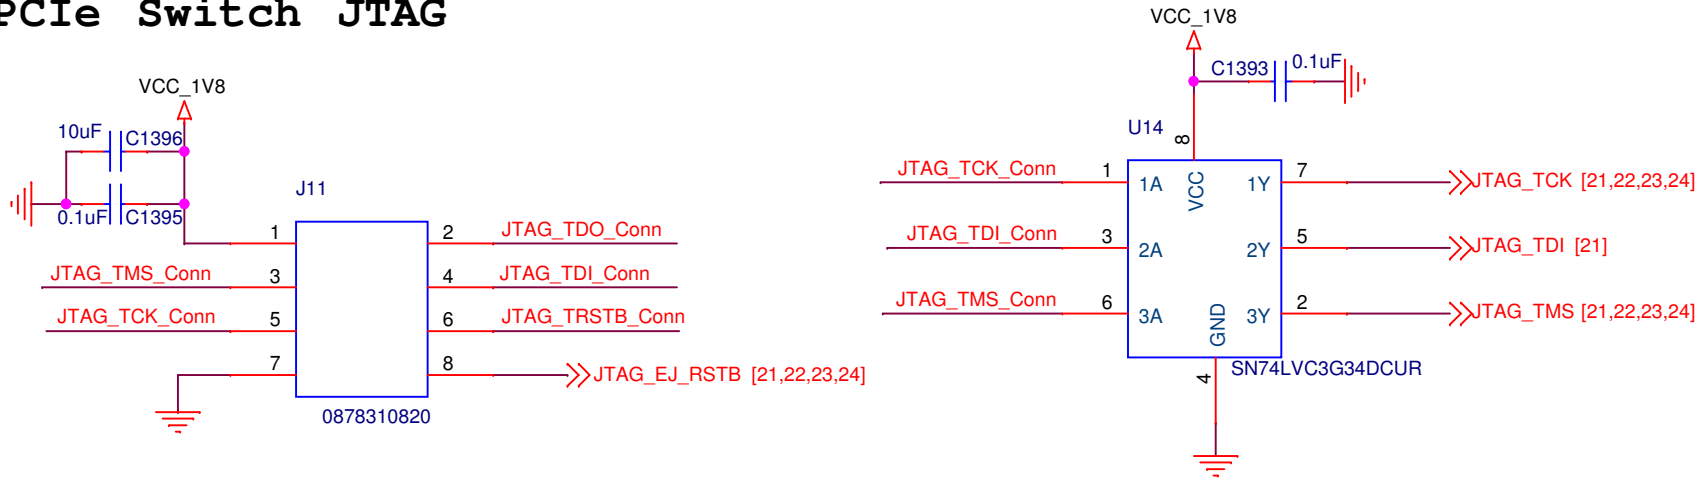 PCIe Switch JTAG
VCC_1V8
10uF
C1396
0.1uF
C1395
J11
1
2
JTAG_TDO_Conn
JTAG_TMS_Conn
3
4
JTAG_TDI_Conn
JTAG_TCK_Conn
5
6
JTAG_TRSTB_Conn
7
8
JTAG_EJ_RSTB [21,22,23,24]
0878310820
VCC_1V8
C1393
0.1uF
U14
8
JTAG_TCK_Conn
1
1A
VCC
1Y
7
JTAG_TCK [21,22,23,24]
JTAG_TDI_Conn
3
2A
2Y
5
JTAG_TDI [21]
JTAG_TMS_Conn
6
3A
GND
3Y
2
JTAG_TMS [21,22,23,24]
4
SN74LVC3G34DCUR